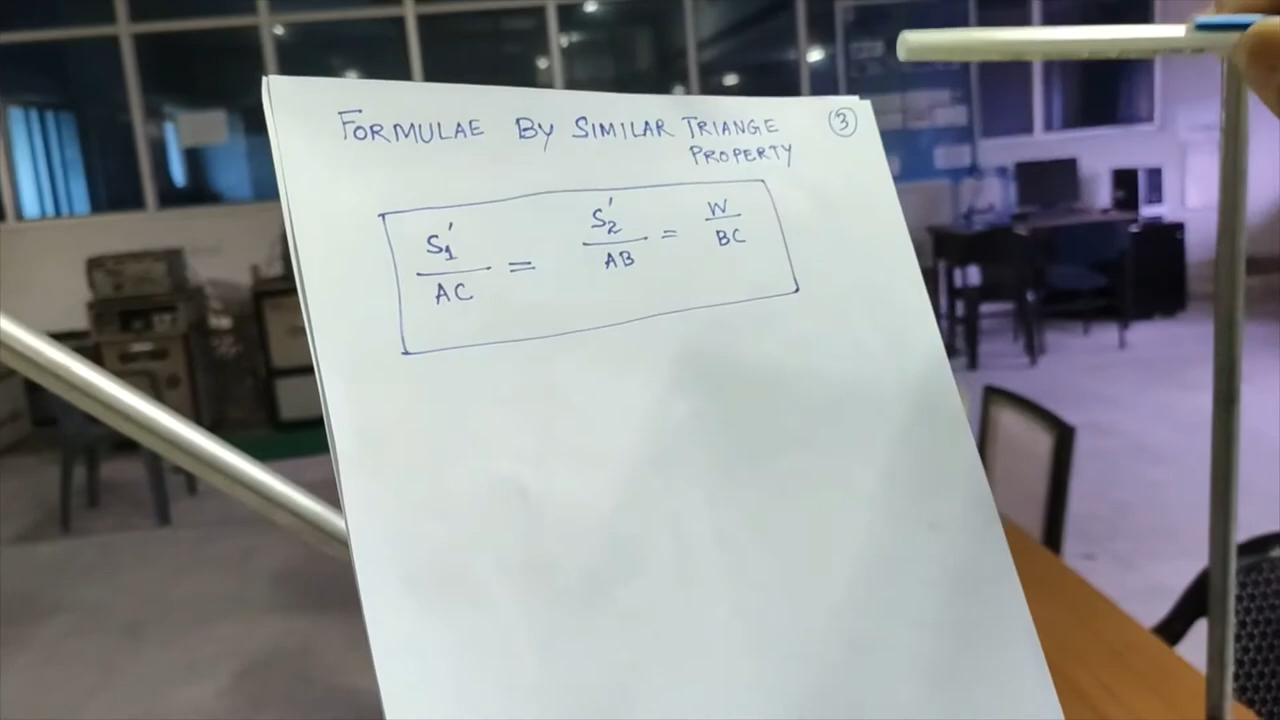 FORMULAE BY SIMILAR TRIANGE
PROPERTY
③
S₁'/AC = S₂'/AB = W/BC